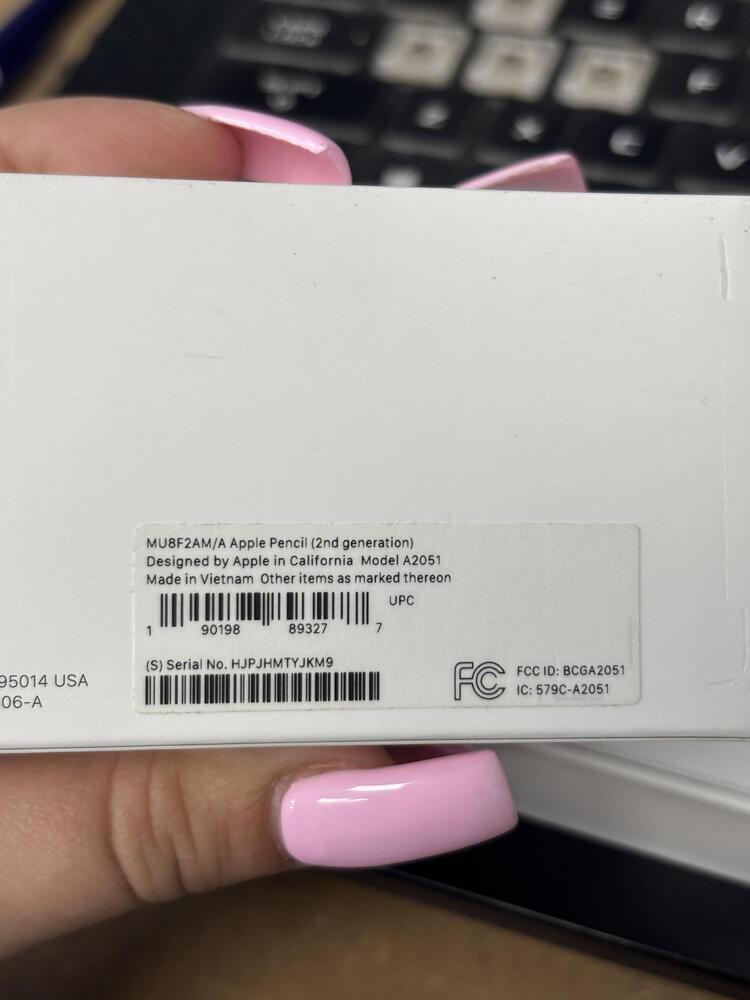 MU8F2AM/A Apple Pencil (2nd generation)
Designed by Apple in California Model A2051
Made in Vietnam Other items as marked thereon
UPC
1 90198 89327 7
(S) Serial No. HJPJHMTYJKM9
FC
FCC ID: BCGA2051
IC: 579C-A2051
95014 USA
06-A